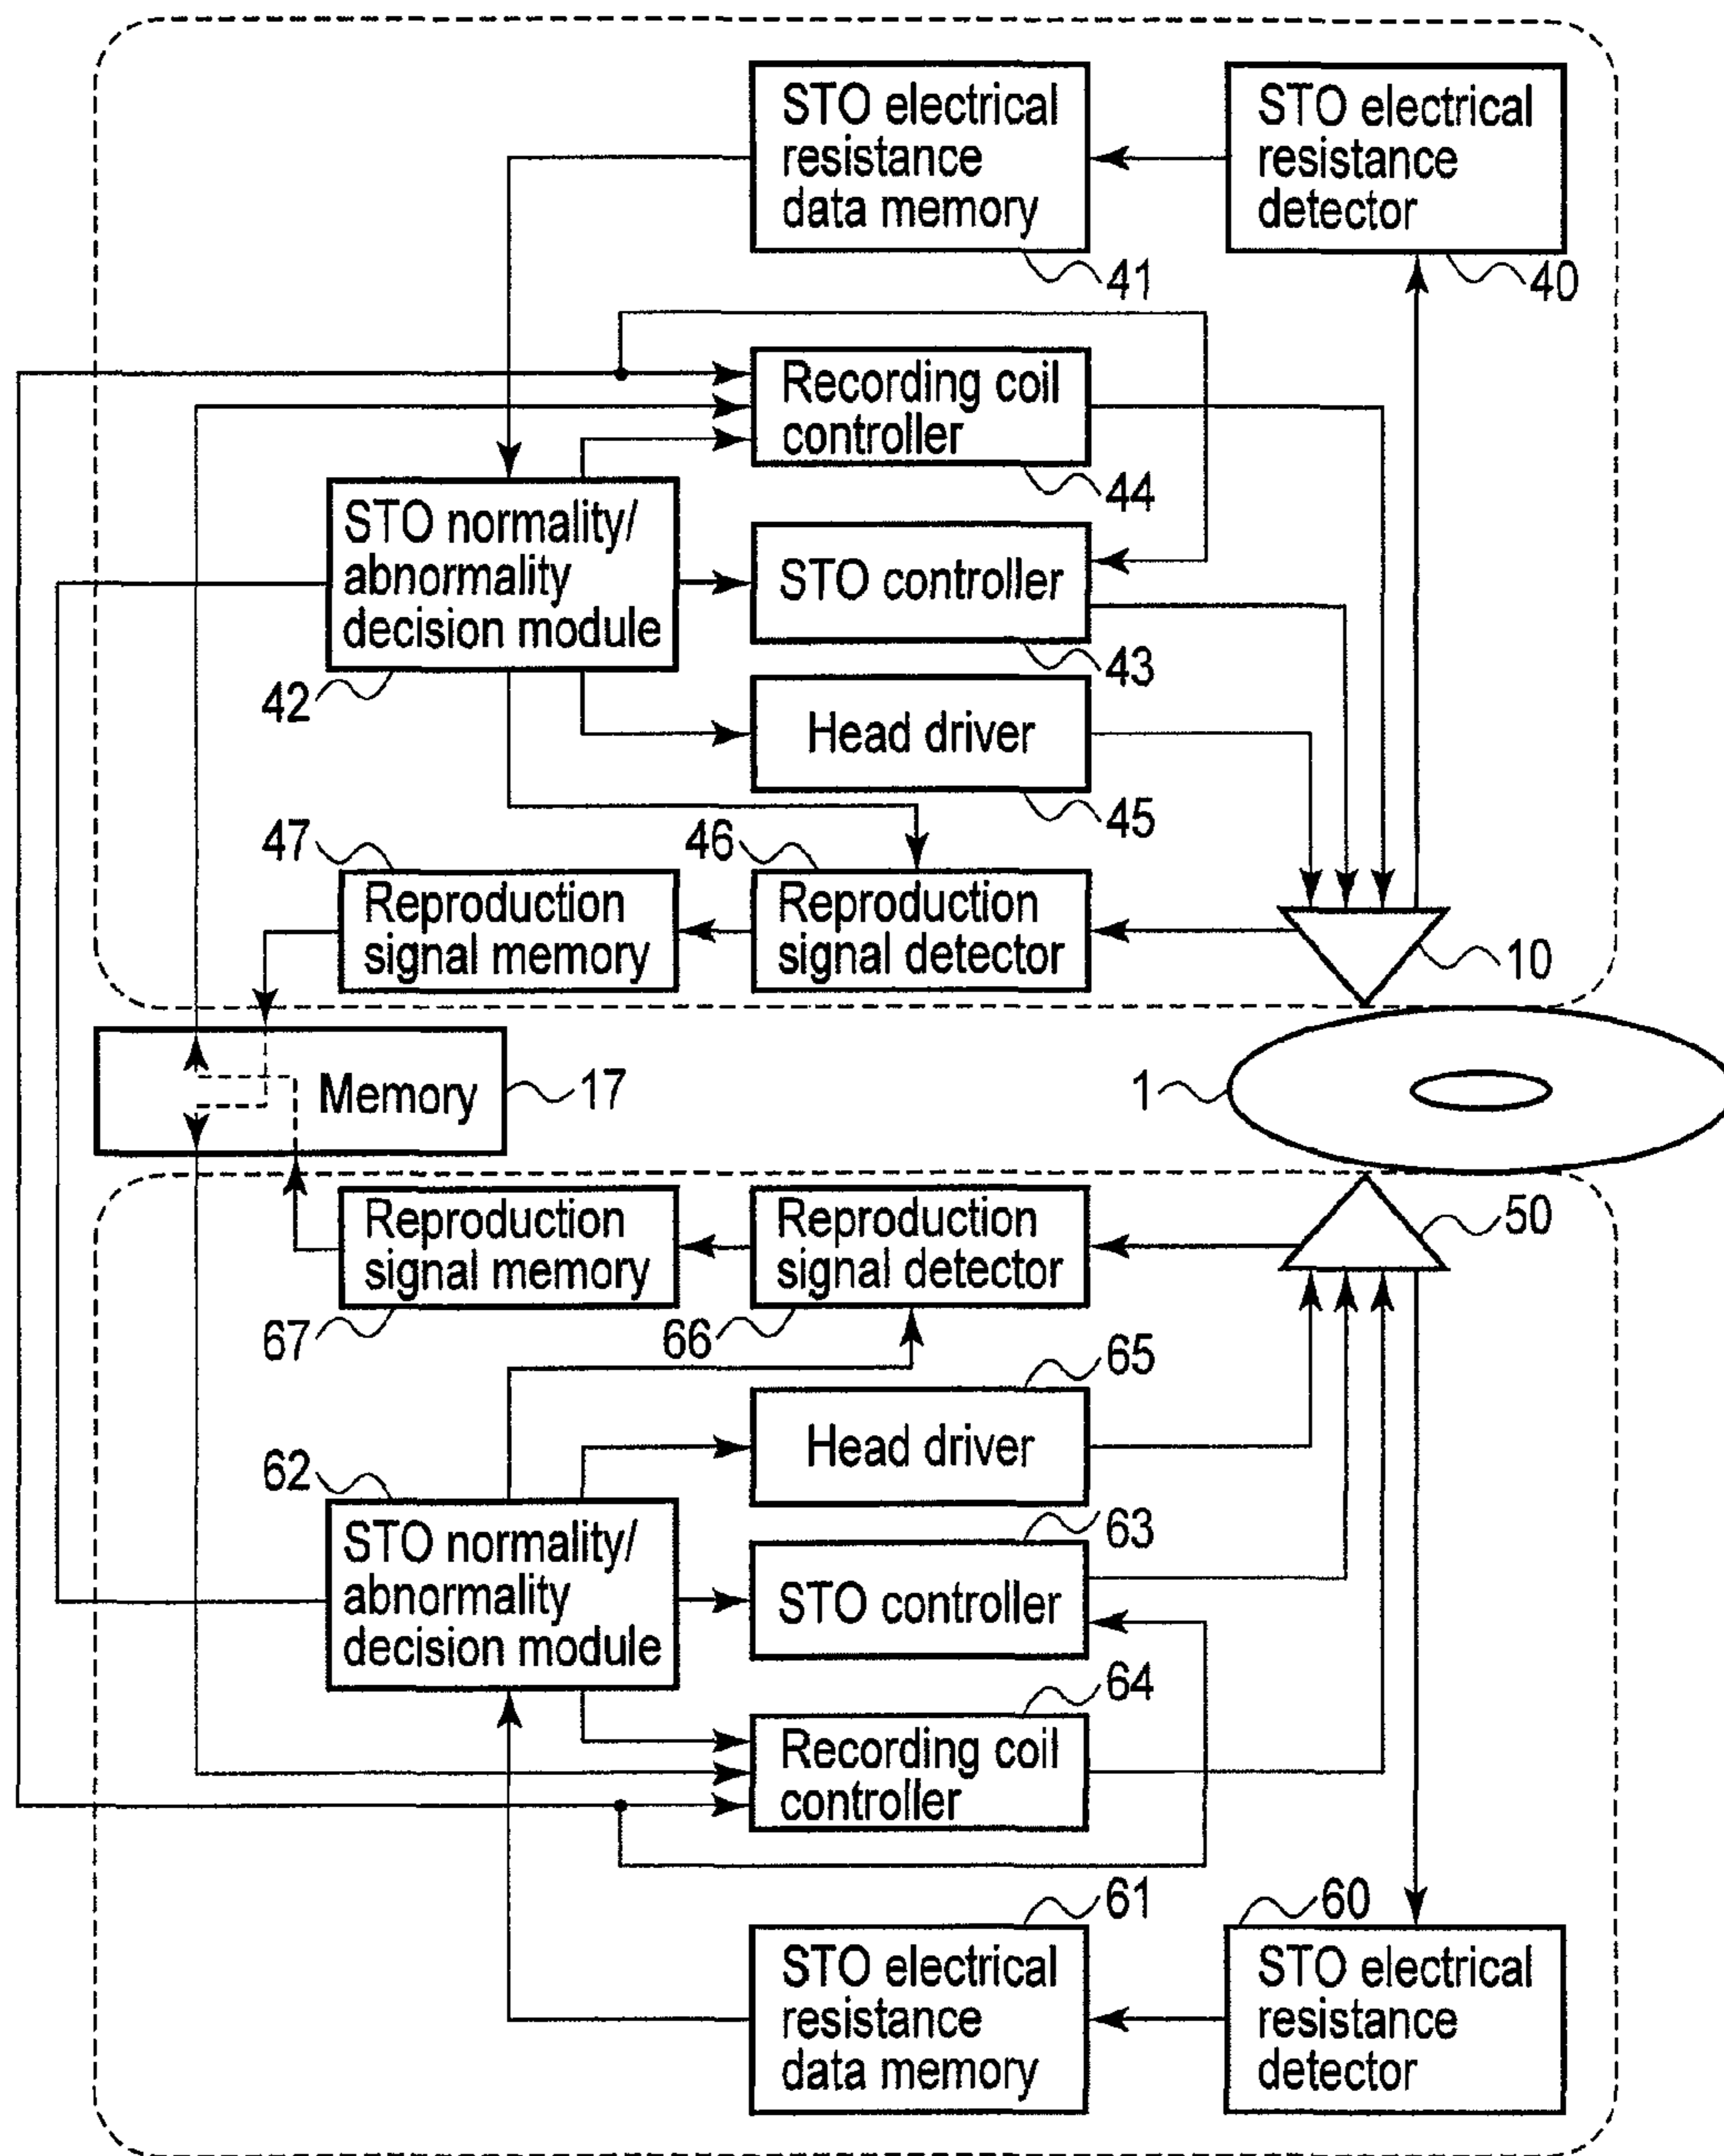 STO electrical
resistance
data memory
41
STO electrical
resistance
detector
40
Recording coil
controller
44
STO normality/
abnormality
decision module
42
STO controller
43
Head driver
45
47
Reproduction
signal memory
46
Reproduction
signal detector
10
Memory
17
1
Reproduction
signal memory
67
Reproduction
signal detector
66
50
65
Head driver
62
STO normality/
abnormality
decision module
63
STO controller
64
Recording coil
controller
61
STO electrical
resistance
data memory
60
STO electrical
resistance
detector